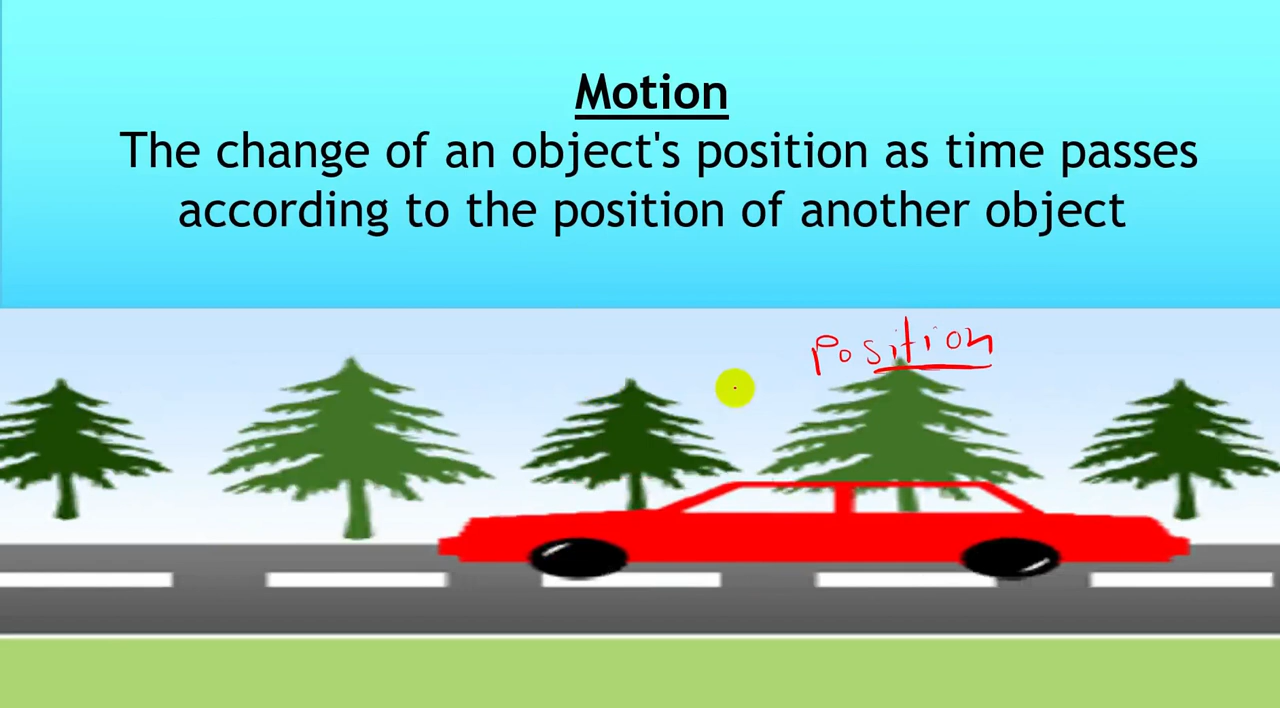 Motion
The change of an object's position as time passes
according to the position of another object
Position